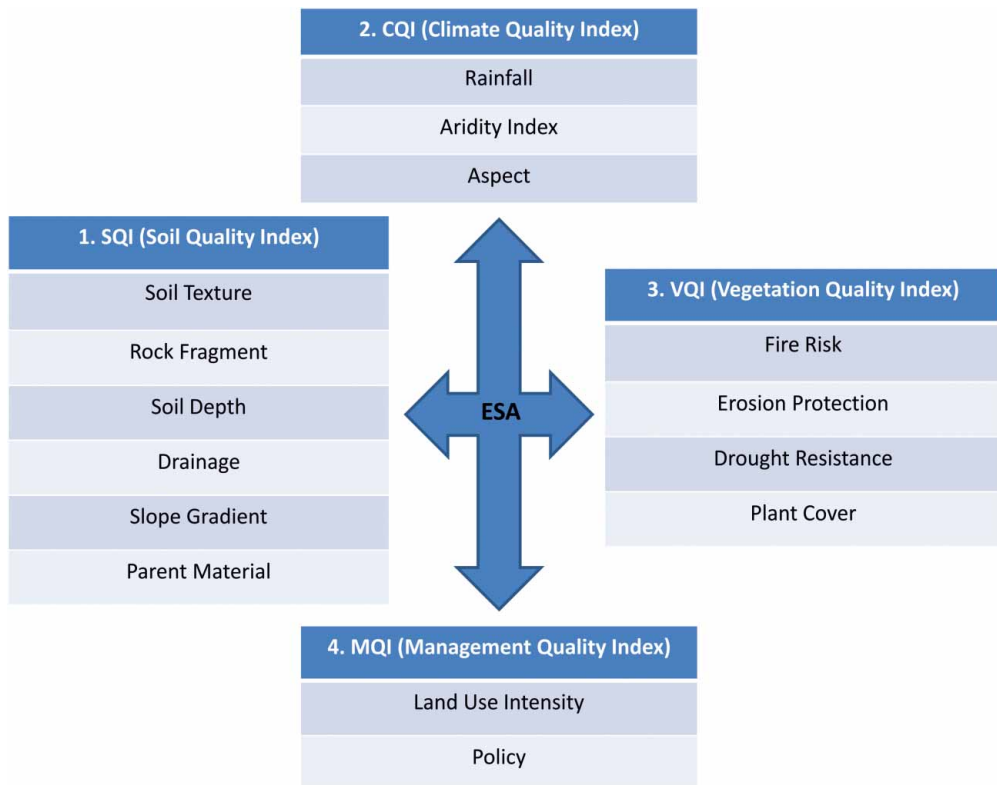 2. CQI (Climate Quality Index)
Rainfall
Aridity Index
Aspect
1. SQI (Soil Quality Index)
Soil Texture
Rock Fragment
Soil Depth
Drainage
Slope Gradient
Parent Material
ESA
3. VQI (Vegetation Quality Index)
Fire Risk
Erosion Protection
Drought Resistance
Plant Cover
4. MQI (Management Quality Index)
Land Use Intensity
Policy